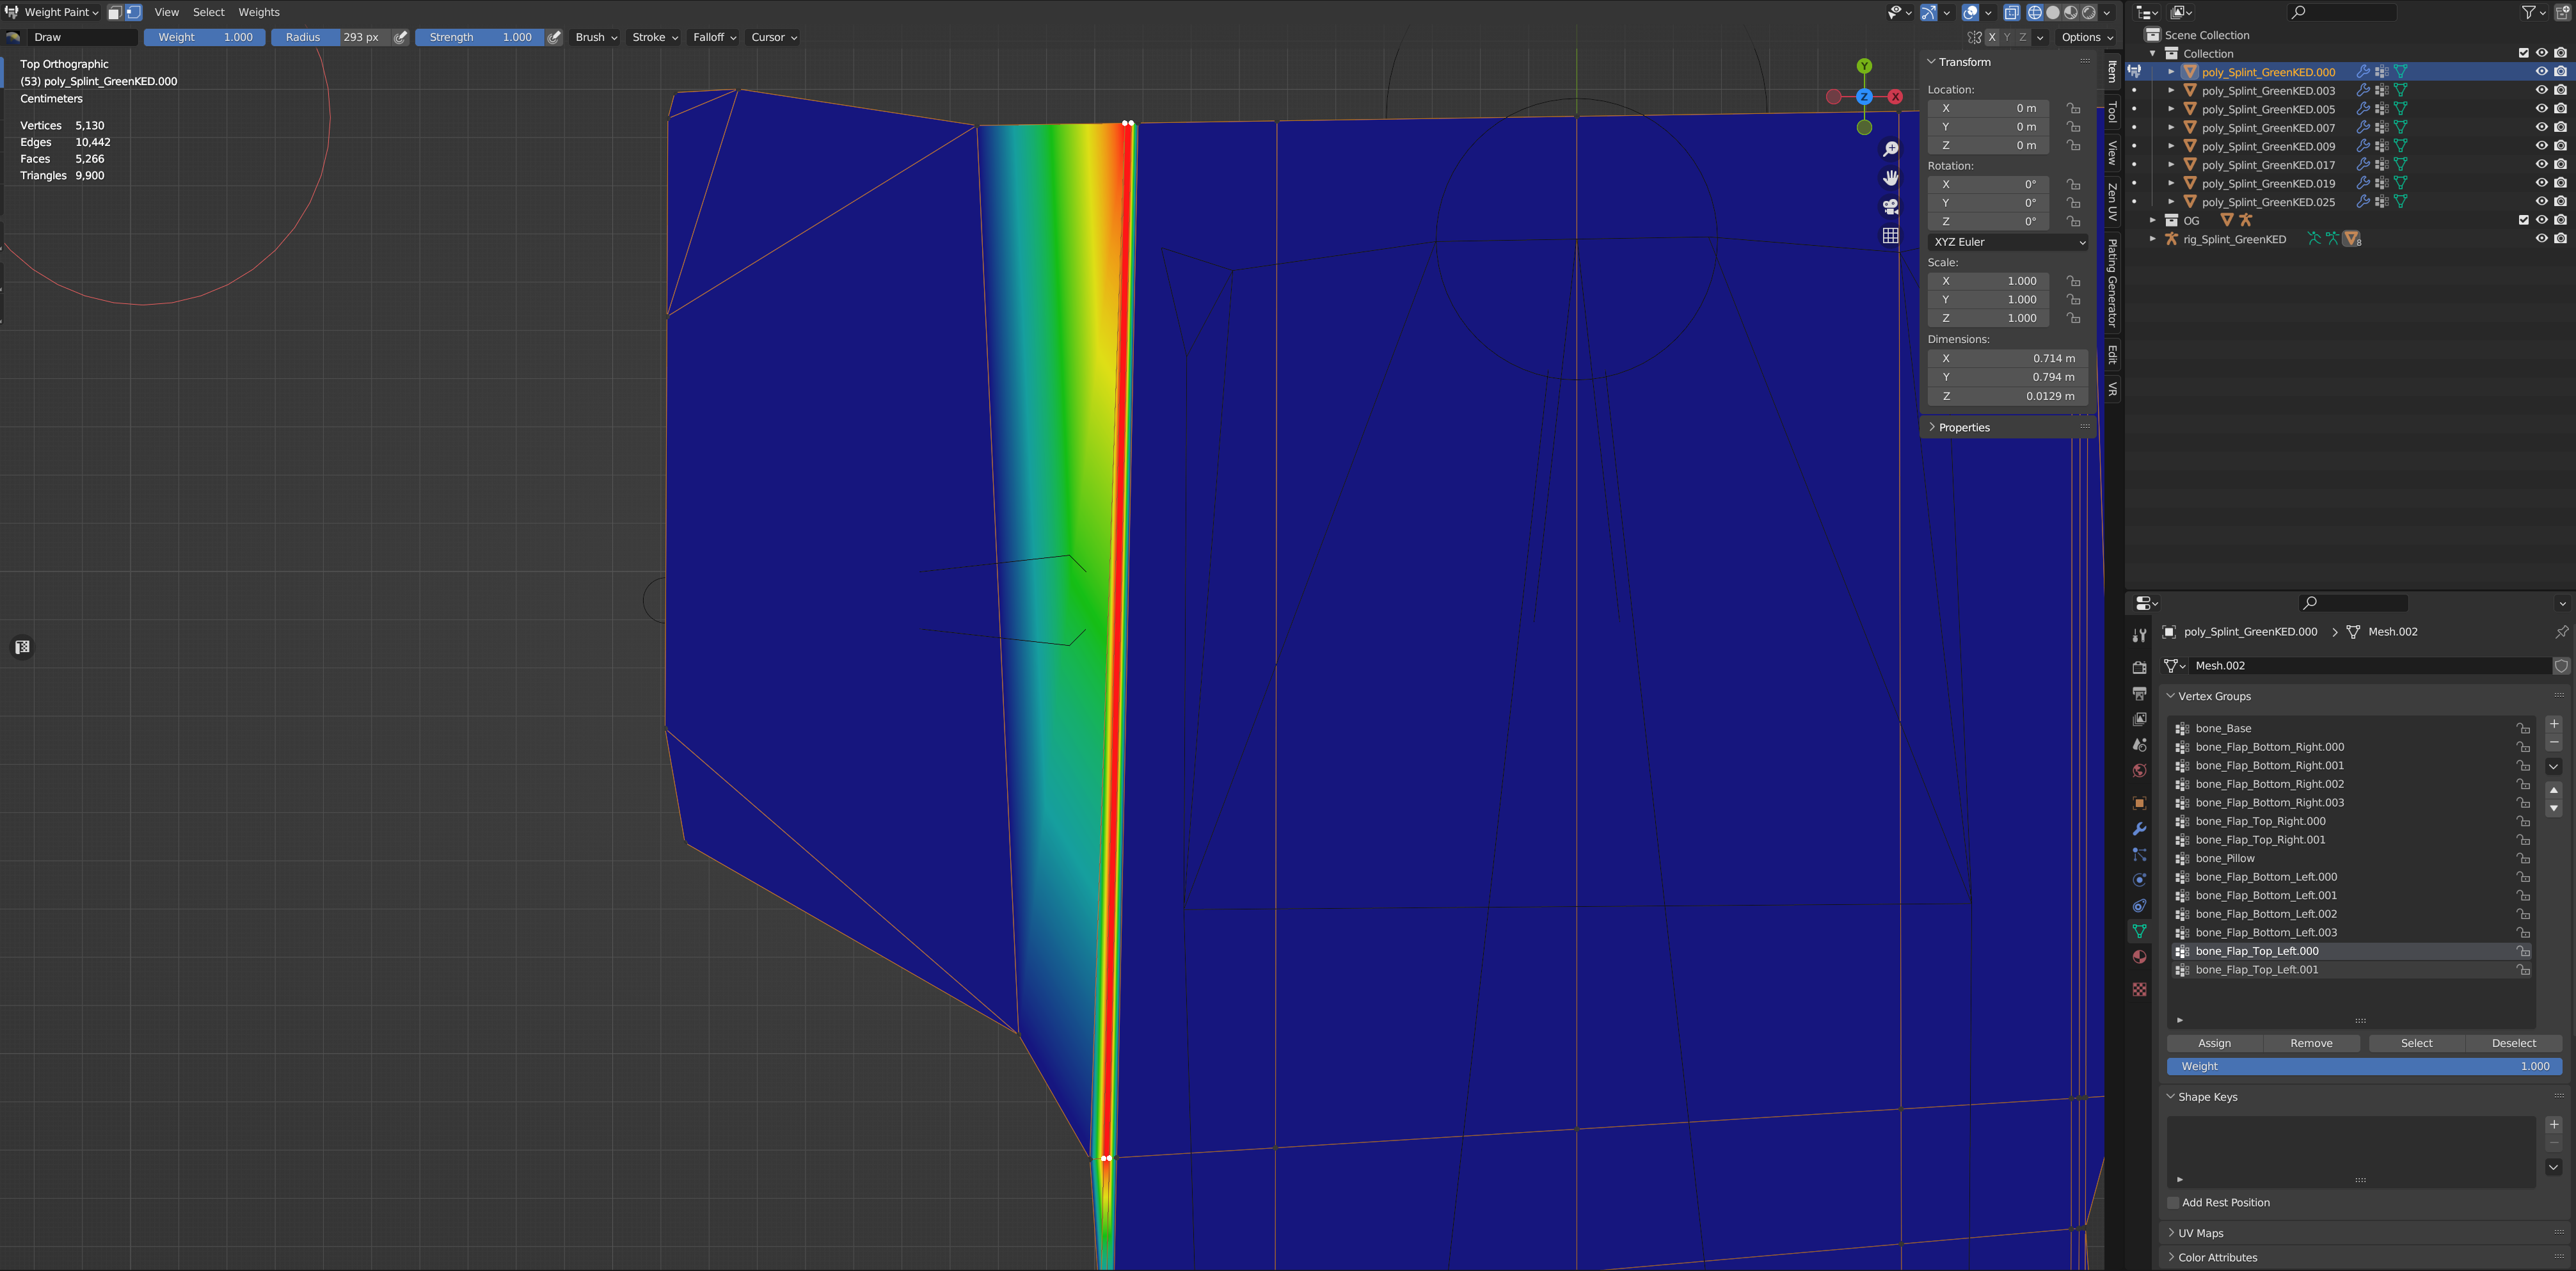 Weight Paint View Select Weights
Draw Weight 1.000 Radius 293 px Strength 1.000 Brush Stroke Falloff Cursor X Y Z Options
Top Orthographic
(53) poly_Splint_GreenKED.000
Centimeters
Vertices 5,130
Edges 10,442
Faces 5,266
Triangles 9,900
Y
Z X
Transform
Location:
X 0 m
Y 0 m
Z 0 m
Rotation:
X 0°
Y 0°
Z 0°
XYZ Euler
Scale:
X 1.000
Y 1.000
Z 1.000
Dimensions:
X 0.714 m
Y 0.794 m
Z 0.0129 m
Properties
Item
Tool
View
Zen UV
Plating Generator
Edit
VR
Scene Collection
Collection
poly_Splint_GreenKED.000
poly_Splint_GreenKED.003
poly_Splint_GreenKED.005
poly_Splint_GreenKED.007
poly_Splint_GreenKED.009
poly_Splint_GreenKED.017
poly_Splint_GreenKED.019
poly_Splint_GreenKED.025
OG
rig_Splint_GreenKED 8
poly_Splint_GreenKED.000 Mesh.002
Mesh.002
Vertex Groups
bone_Base
bone_Flap_Bottom_Right.000
bone_Flap_Bottom_Right.001
bone_Flap_Bottom_Right.002
bone_Flap_Bottom_Right.003
bone_Flap_Top_Right.000
bone_Flap_Top_Right.001
bone_Pillow
bone_Flap_Bottom_Left.000
bone_Flap_Bottom_Left.001
bone_Flap_Bottom_Left.002
bone_Flap_Bottom_Left.003
bone_Flap_Top_Left.000
bone_Flap_Top_Left.001
Assign Remove Select Deselect
Weight 1.000
Shape Keys
Add Rest Position
UV Maps
Color Attributes